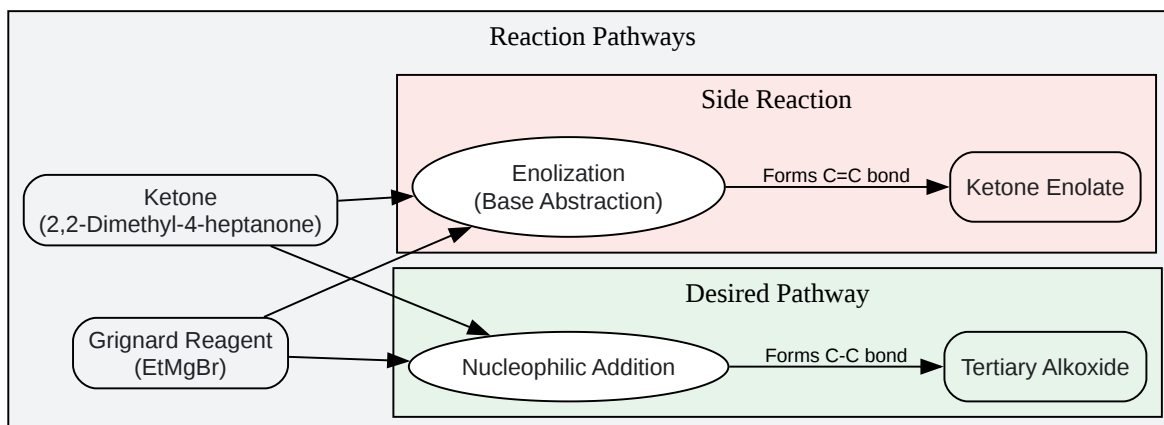 Reaction Pathways
Side Reaction
Enolization
(Base Abstraction)
Forms C=C bond
Ketone Enolate
Ketone
(2,2-Dimethyl-4-heptanone)
Desired Pathway
Grignard Reagent
(EtMgBr)
Nucleophilic Addition
Forms C-C bond
Tertiary Alkoxide